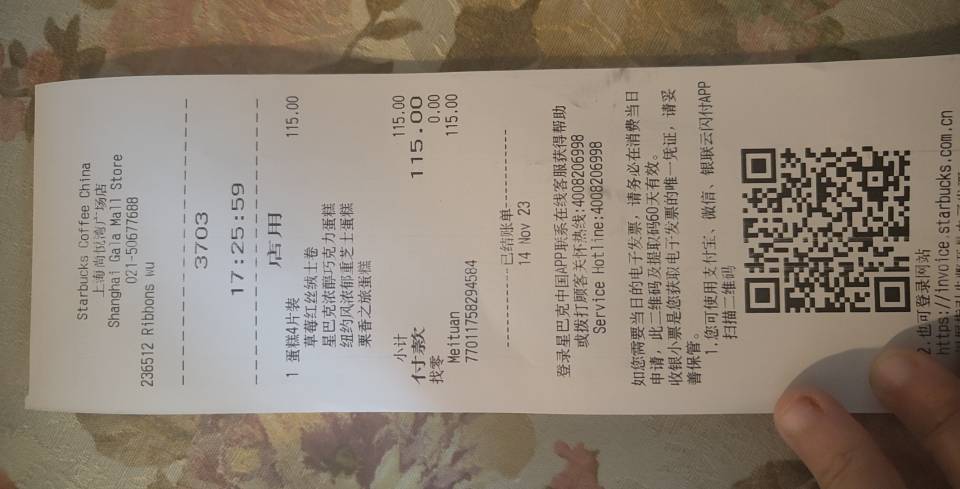 Starbucks Coffee China
上海尚悦湾广场店
Shanghai Gala Mall Store
021-50677688
236512 Ribbons wu
3703
17:25:59
店用
1 蛋糕4片装 115.00
草莓红丝绒士卷
星巴克浓醇巧克力蛋糕
纽约风浓郁重芝士蛋糕
栗香之旅蛋糕
小计 115.00
付款 115.00
找零 0.00
Meituan 115.00
770117758294584
----------已结账单----------
14 Nov 23
登录星巴克中国APP联系在线客服获得帮助
或拨打顾客关怀热线:4008206998
Service Hotline:4008206998
如您需要当日的电子发票，请务必在消费当日
申请，此二维码及提取码60天有效。
收银小票是您获取电子发票的唯一凭证，请妥
善保管。
1. 您可使用支付宝、微信、银联云闪付APP
扫描二维码
2.也可登录网站
https://invoice.starbucks.com.cn